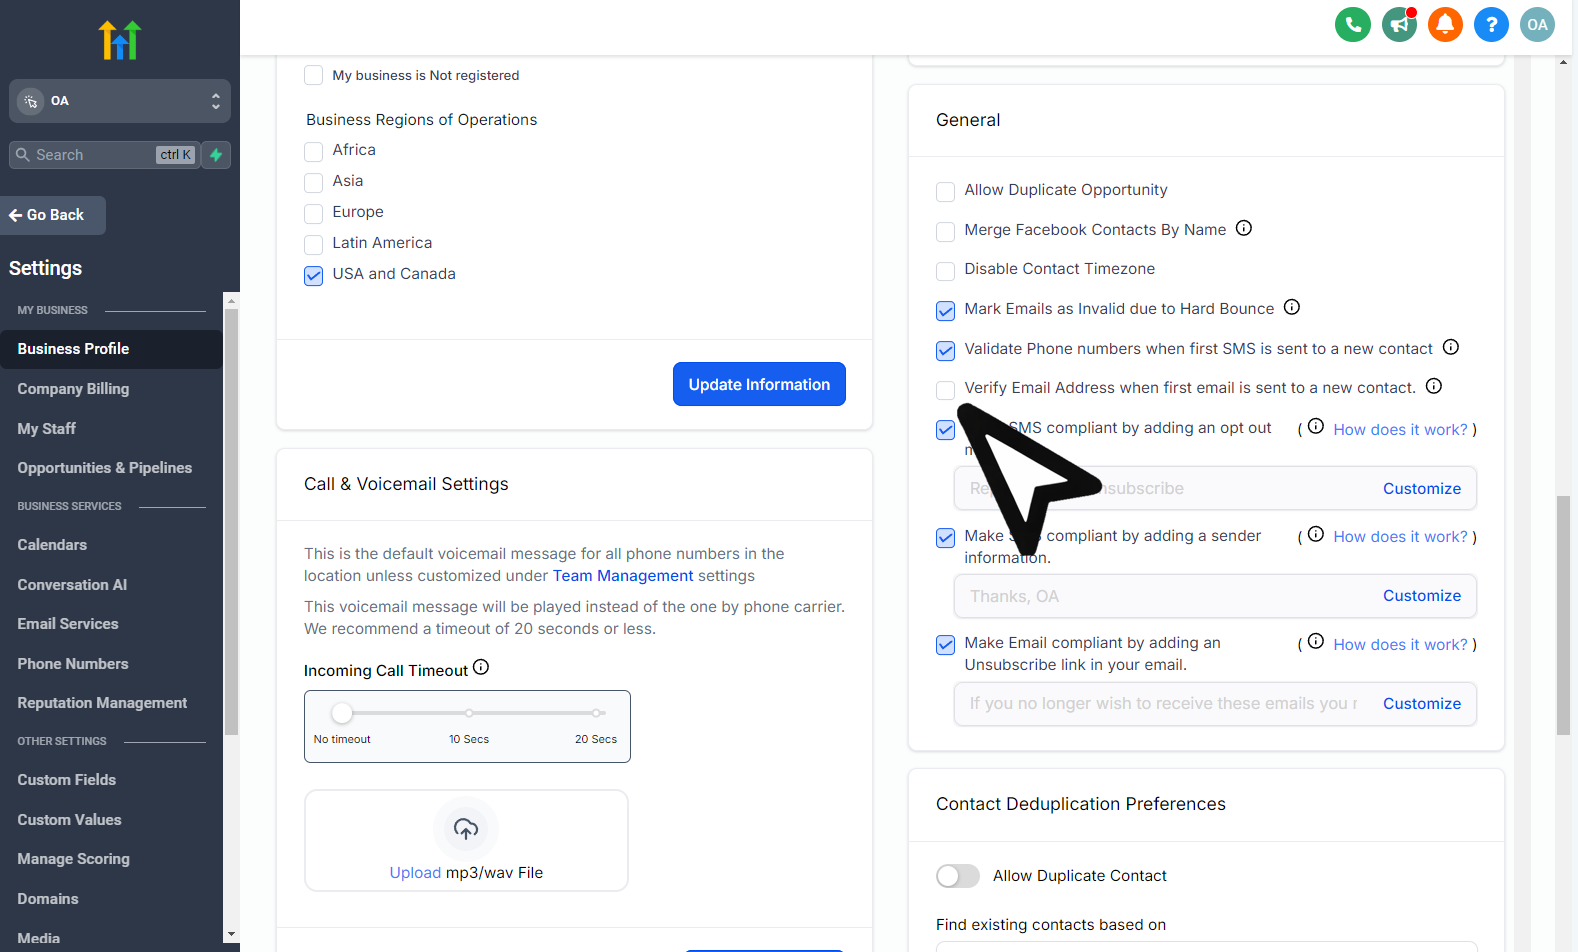 OA
OA
Search
ctrl K
Go Back
Settings
MY BUSINESS
Business Profile
Company Billing
My Staff
Opportunities & Pipelines
BUSINESS SERVICES
Calendars
Conversation AI
Email Services
Phone Numbers
Reputation Management
OTHER SETTINGS
Custom Fields
Custom Values
Manage Scoring
Domains
Media
My business is Not registered
Business Regions of Operations
Africa
Asia
Europe
Latin America
USA and Canada
Update Information
Call & Voicemail Settings
This is the default voicemail message for all phone numbers in the
location unless customized under Team Management settings
This voicemail message will be played instead of the one by phone carrier.
We recommend a timeout of 20 seconds or less.
Incoming Call Timeout
No timeout
10 Secs
20 Secs
Upload mp3/wav File
General
Allow Duplicate Opportunity
Merge Facebook Contacts By Name
Disable Contact Timezone
Mark Emails as Invalid due to Hard Bounce
Validate Phone numbers when first SMS is sent to a new contact
Verify Email Address when first email is sent to a new contact.
SMS compliant by adding an opt out
( How does it work? )
Customize
Make compliant by adding a sender
information.
( How does it work? )
Thanks, OA
Customize
Make Email compliant by adding an
Unsubscribe link in your email.
( How does it work? )
If you no longer wish to receive these emails you
Customize
Contact Deduplication Preferences
Allow Duplicate Contact
Find existing contacts based on